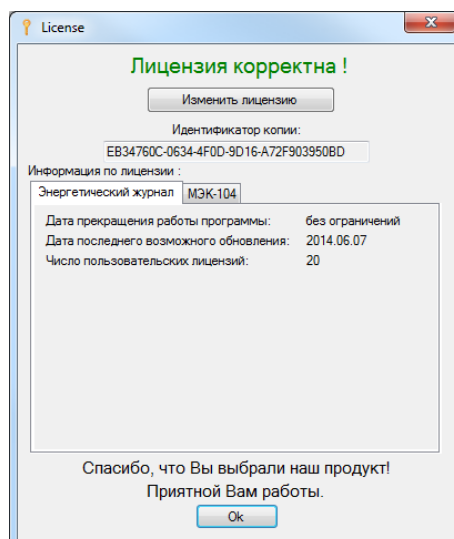 License
Лицензия корректна !
Изменить лицензию
Идентификатор копии:
EB34760C-0634-4F0D-9D16-A72F903950BD
Информация по лицензии :
Энергетический журнал МЭК-104
Дата прекращения работы программы: без ограничений
Дата последнего возможного обновления: 2014.06.07
Число пользовательских лицензий: 20
Спасибо, что Вы выбрали наш продукт!
Приятной Вам работы.
Ok